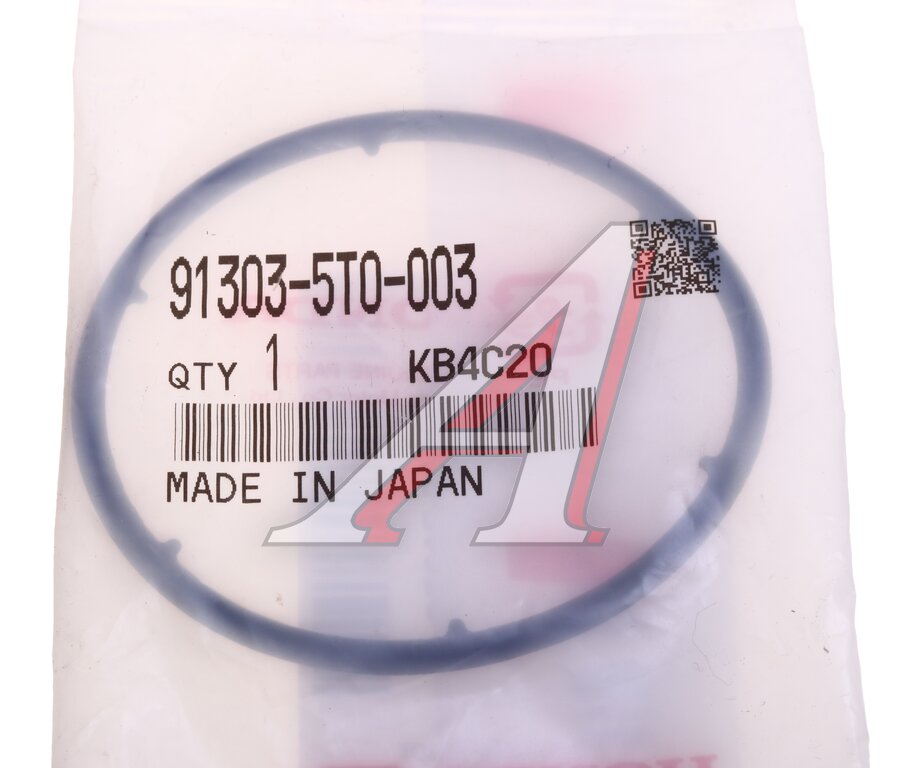 91303-5T0-003
QTY 1 KB4C20
MADE IN JAPAN